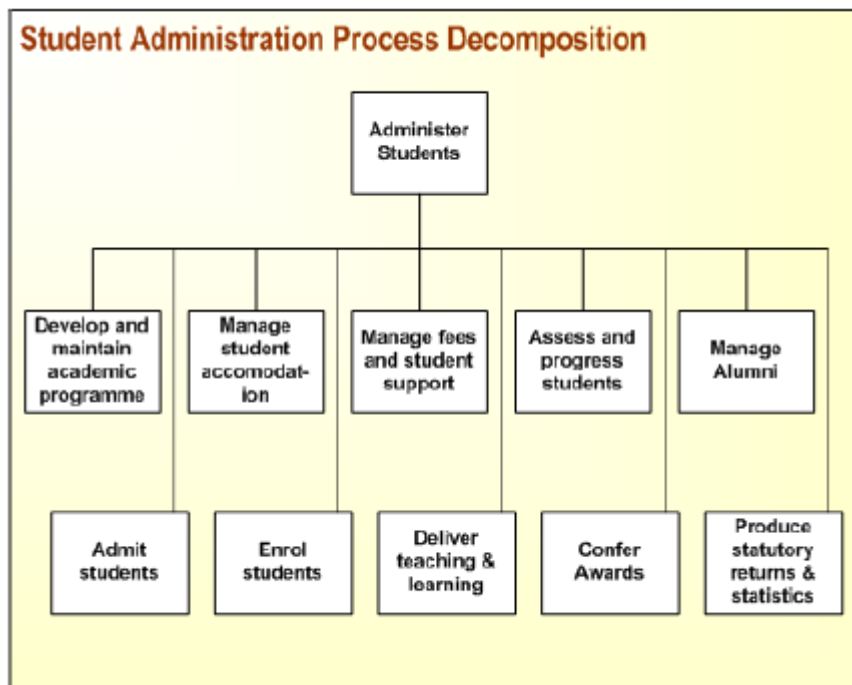 Student Administration Process Decomposition
Administer
Students
Develop and
maintain
academic
programme
Manage
student
accomodat-
ion
Manage fees
and student
support
Assess and
progress
students
Manage
Alumni
Admit
students
Enrol
students
Deliver
teaching &
learning
Confer
Awards
Produce
statutory
returns &
statistics